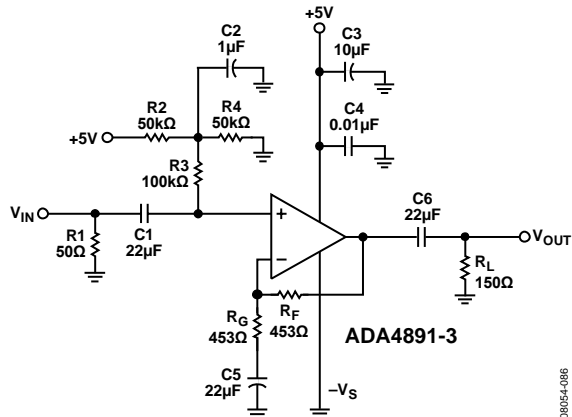 +5V
C2
1µF
C3
10µF
R2
50kΩ
R4
50kΩ
C4
0.01µF
+5V
R3
100kΩ
VIN
C1
22µF
R1
50Ω
+
−
C6
22µF
VOUT
RL
150Ω
RF
453Ω
RG
453Ω
ADA4891-3
C5
22µF
−VS
08054-086